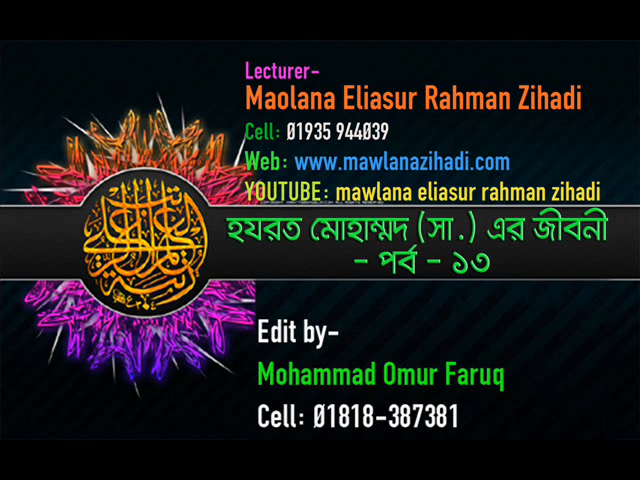 Lecturer-
Maolana Eliasur Rahman Zihadi
Cell: 01935 944039
Web: www.mawlanazihadi.com
YOUTUBE: mawlana eliasur rahman zihadi
হযরত মোহাম্মদ (সা.) এর জীবনী
- পর্ব - ১৩
Edit by-
Mohammad Omur Faruq
Cell: 01818-387381